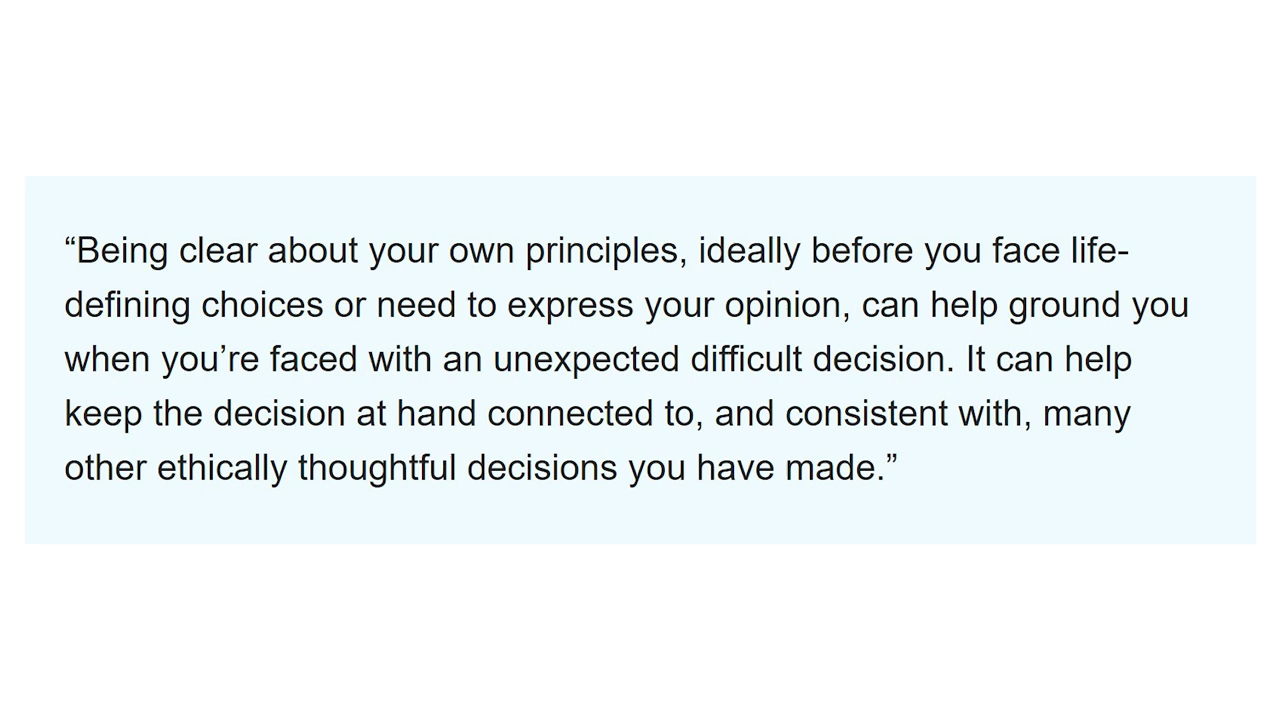 “Being clear about your own principles, ideally before you face life-
defining choices or need to express your opinion, can help ground you
when you’re faced with an unexpected difficult decision. It can help
keep the decision at hand connected to, and consistent with, many
other ethically thoughtful decisions you have made.”